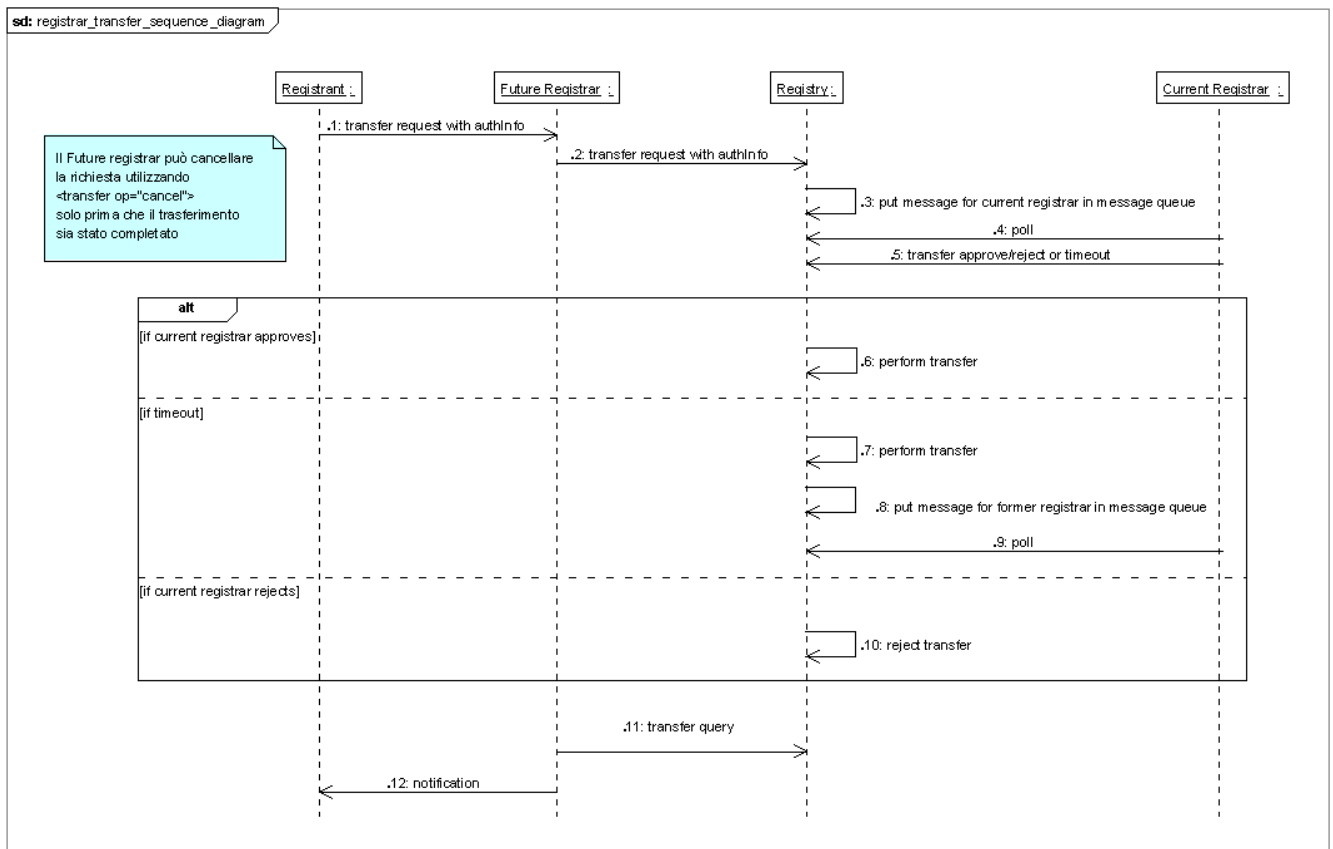 sd: registrar_transfer_sequence_diagram
Registrant :
Future Registrar :
Registry:
Current Registrar :
.1: transfer request with authInfo
Il Future registrar può cancellare
la richiesta utilizzando
<transfer op="cancel">
solo prima che il trasferimento
sia stato completato
.2: transfer request with authInfo
.3: put message for current registrar in message queue
.4: poll
.5: transfer approve/reject or timeout
alt
[if current registrar approves]
.6: perform transfer
[if timeout]
.7: perform transfer
.8: put message for former registrar in message queue
.9: poll
[if current registrar rejects]
.10: reject transfer
.11: transfer query
.12: notification